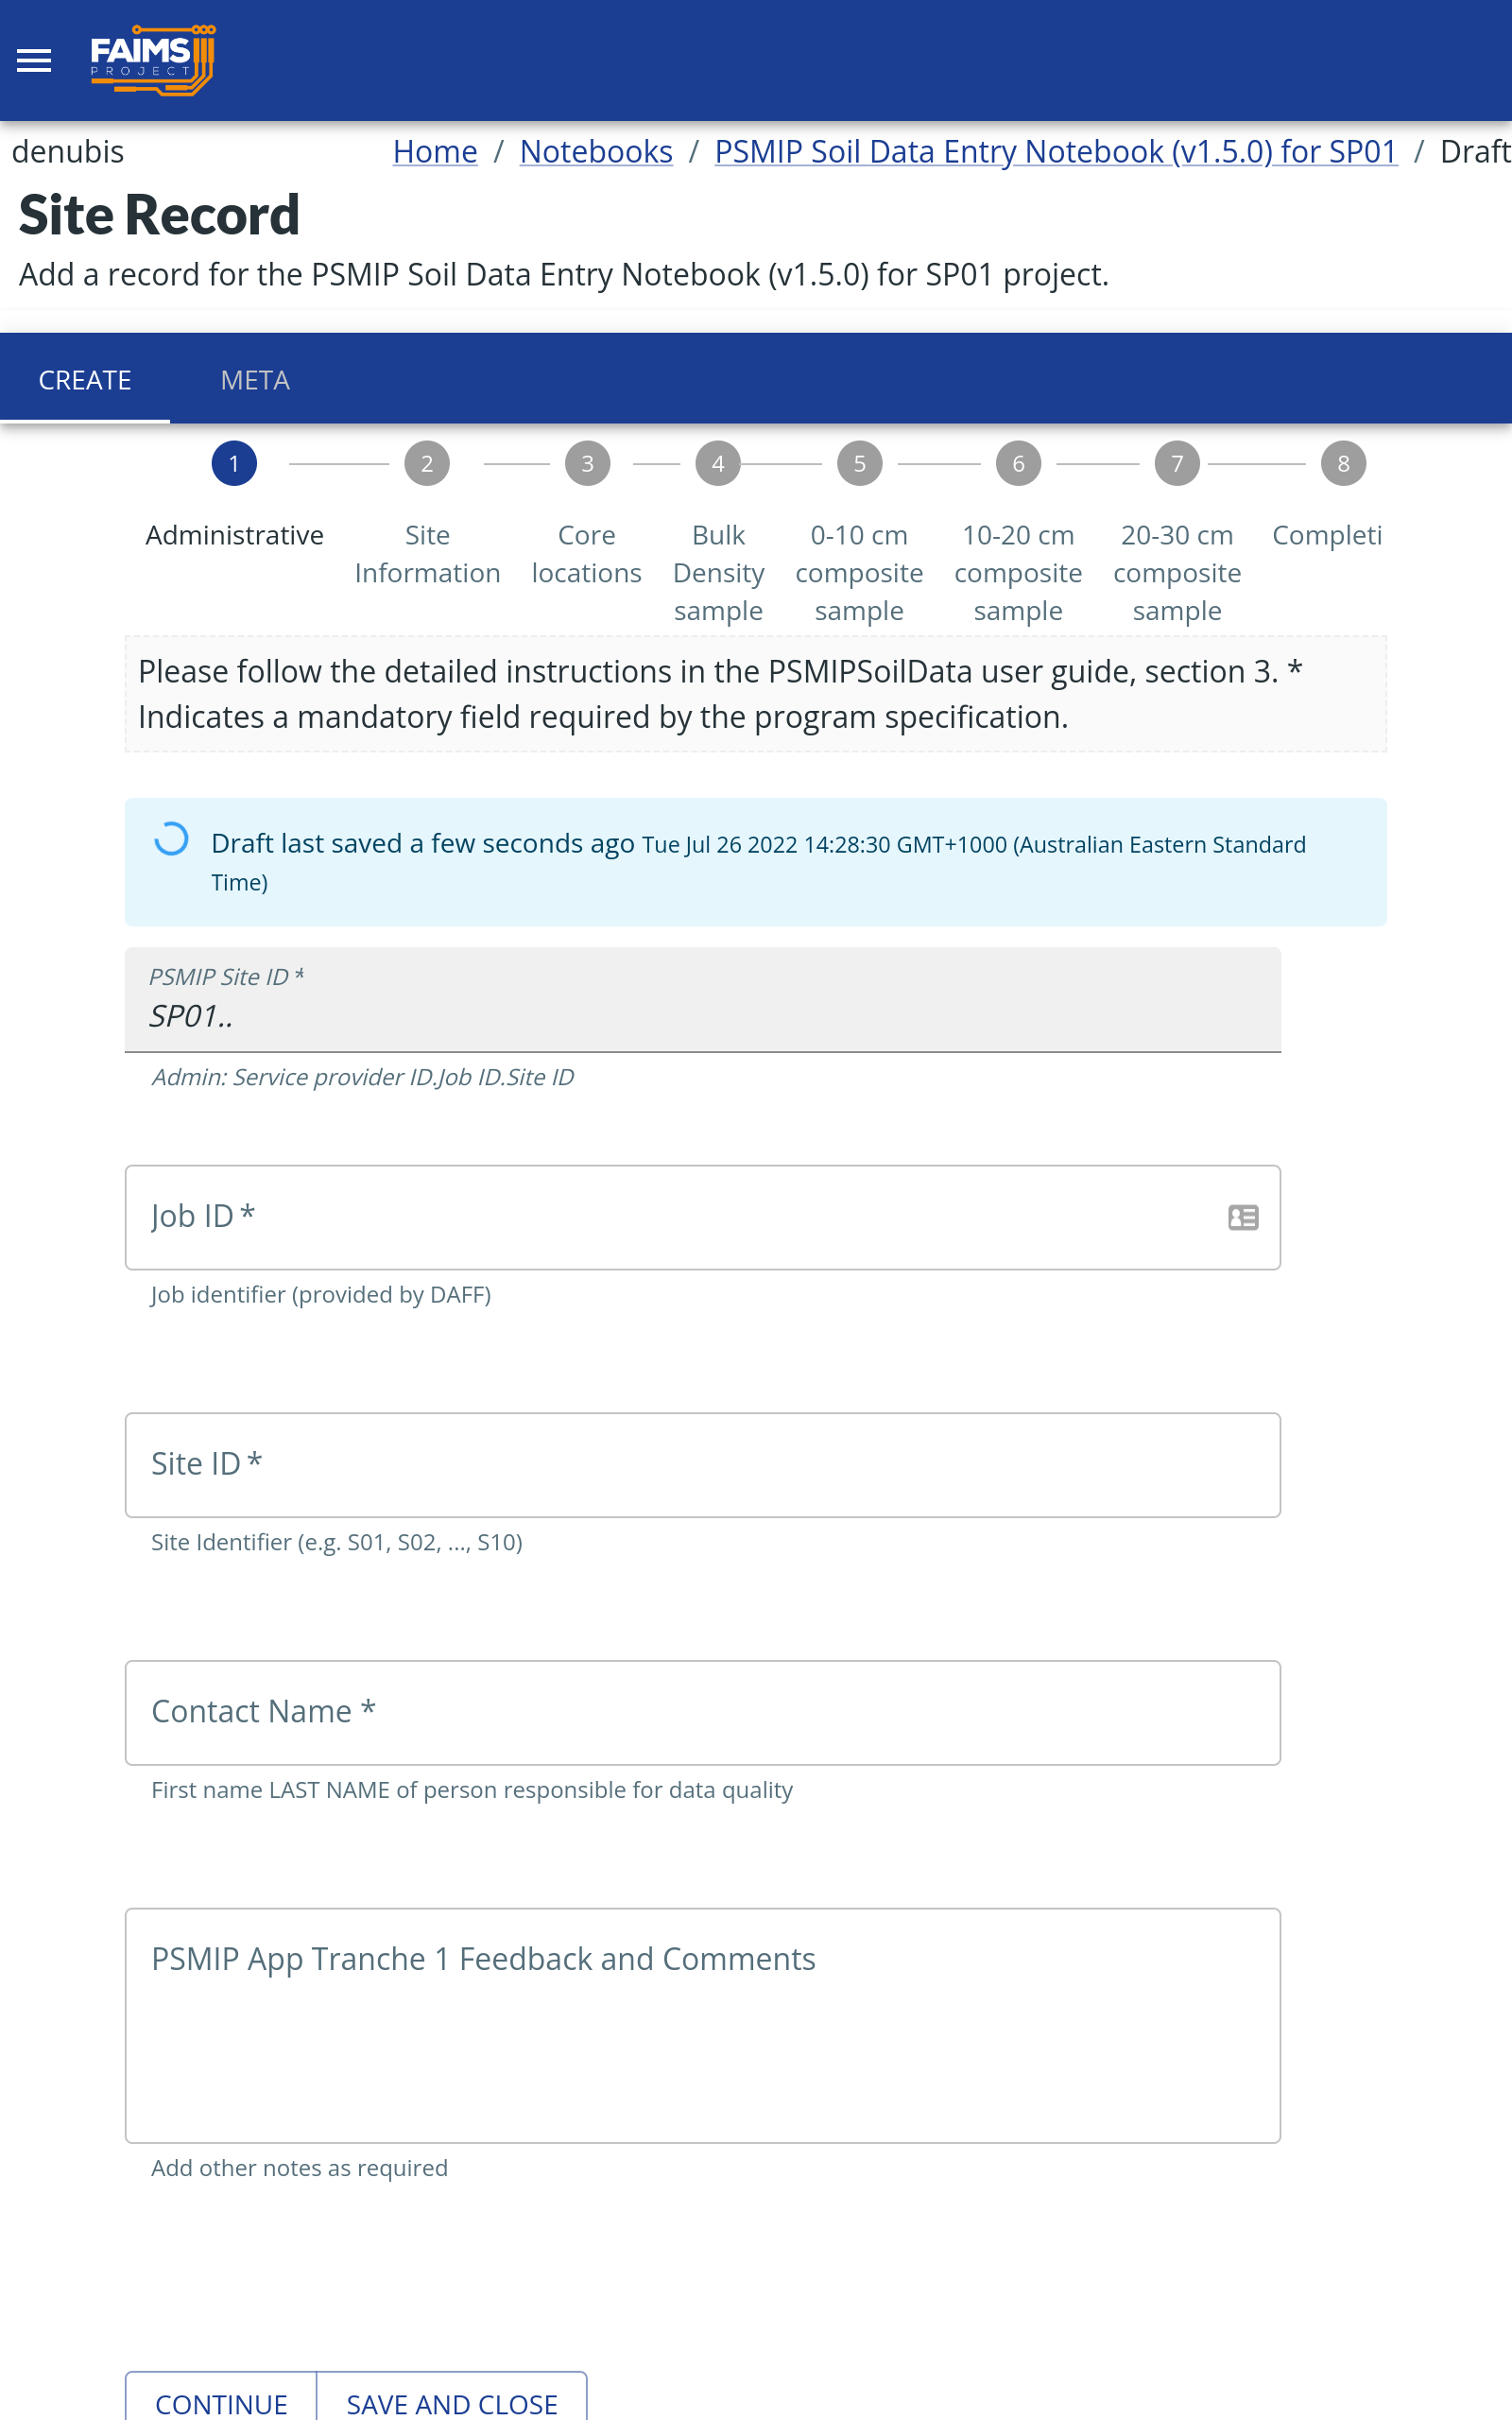 FAIMS
PROJECT
denubis
Home / Notebooks / PSMIP Soil Data Entry Notebook (v1.5.0) for SP01 / Draft
Site Record
Add a record for the PSMIP Soil Data Entry Notebook (v1.5.0) for SP01 project.
CREATE META
1 2 3 4 5 6 7 8
Administrative Site Core Bulk 0-10 cm 10-20 cm 20-30 cm Completi
Information locations Density composite composite composite
sample sample sample sample
Please follow the detailed instructions in the PSMIPSoilData user guide, section 3. *
Indicates a mandatory field required by the program specification.
Draft last saved a few seconds ago Tue Jul 26 2022 14:28:30 GMT+1000 (Australian Eastern Standard
Time)
PSMIP Site ID *
SP01..
Admin: Service provider ID.Job ID.Site ID
Job ID *
Job identifier (provided by DAFF)
Site ID *
Site Identifier (e.g. S01, S02, ..., S10)
Contact Name *
First name LAST NAME of person responsible for data quality
PSMIP App Tranche 1 Feedback and Comments
Add other notes as required
CONTINUE SAVE AND CLOSE